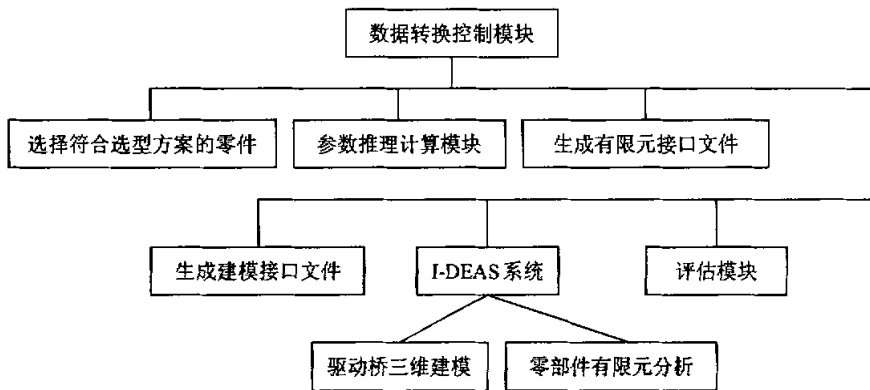 数据转换控制模块
选择符合选型方案的零件
参数推理计算模块
生成有限元接口文件
生成建模接口文件
I-DEAS系统
评估模块
驱动桥三维建模
零部件有限元分析